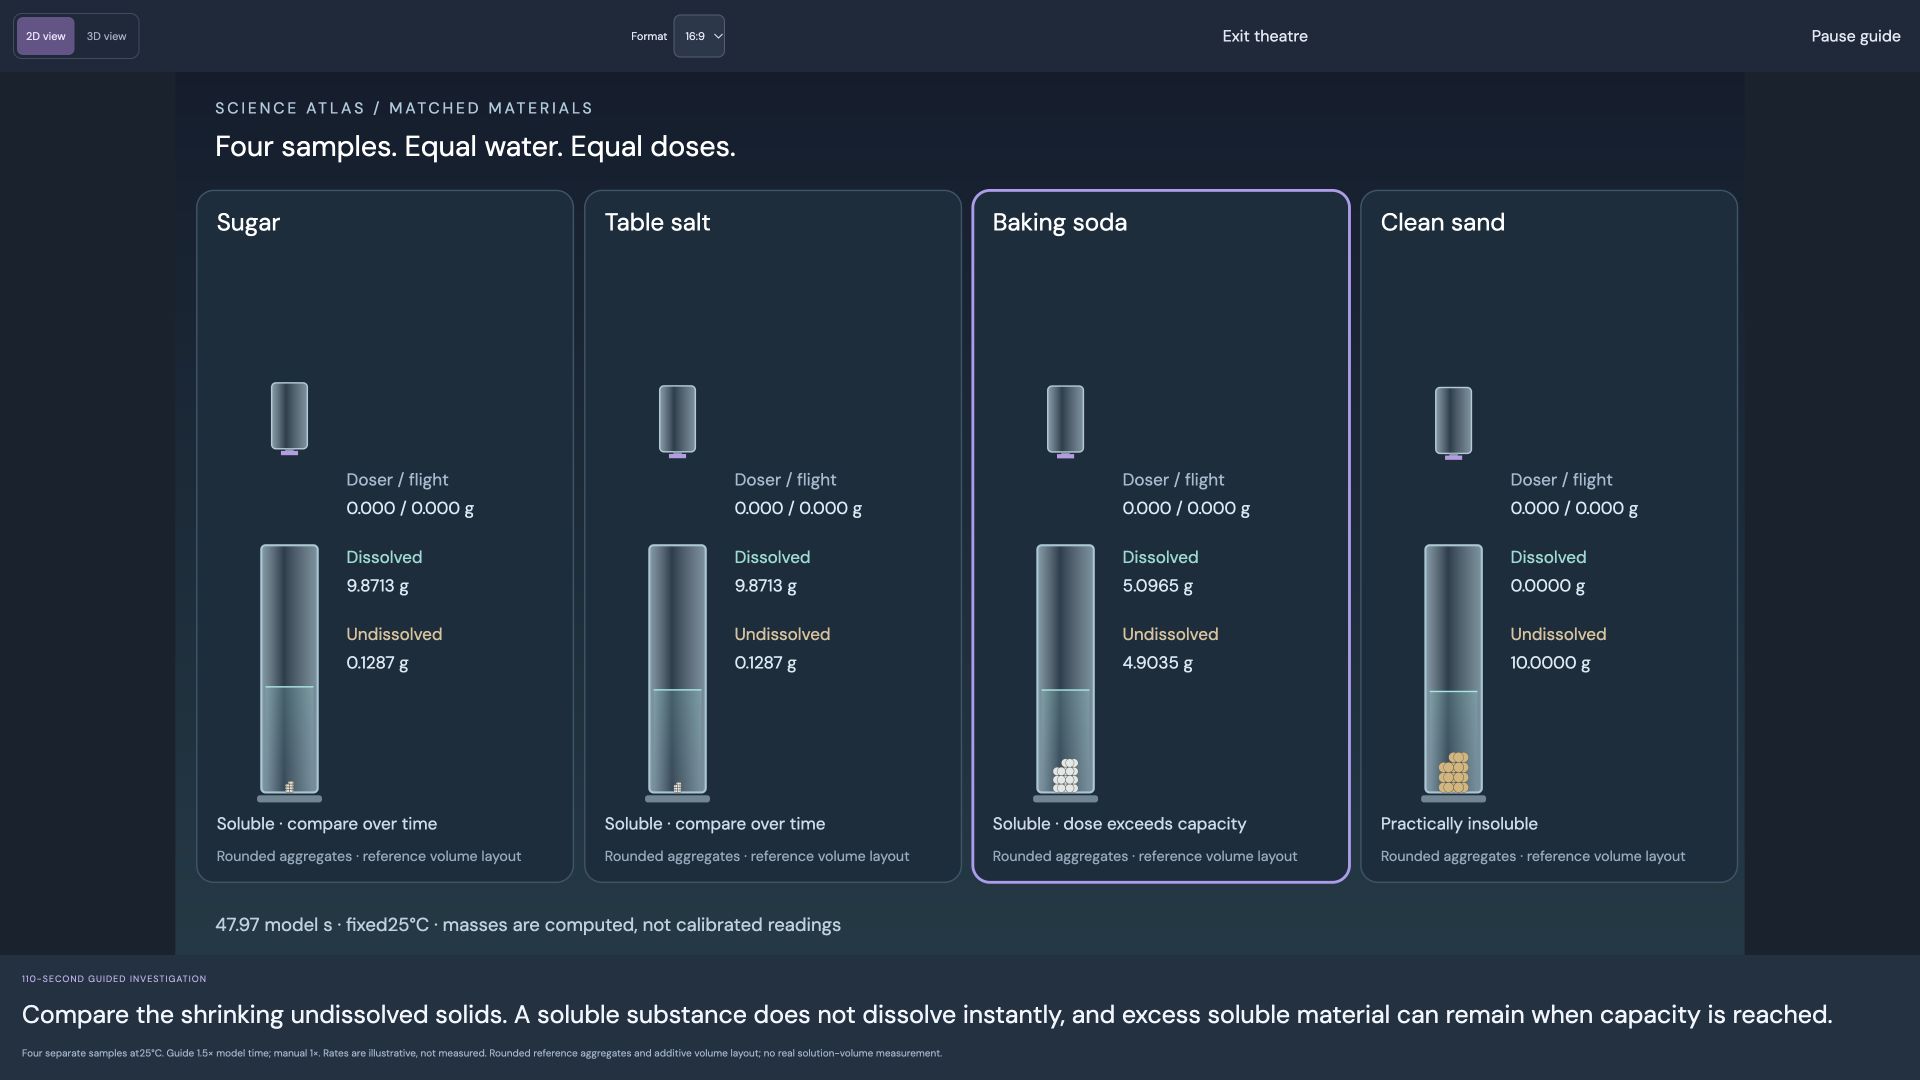 2D view
3D view
Format
16:9
Exit theatre
Pause guide
SCIENCE ATLAS / MATCHED MATERIALS
Four samples. Equal water. Equal doses.
Sugar
Doser / flight
0.000 / 0.000 g
Dissolved
9.8713 g
Undissolved
0.1287 g
Soluble · compare over time
Rounded aggregates · reference volume layout
Table salt
Doser / flight
0.000 / 0.000 g
Dissolved
9.8713 g
Undissolved
0.1287 g
Soluble · compare over time
Rounded aggregates · reference volume layout
Baking soda
Doser / flight
0.000 / 0.000 g
Dissolved
5.0965 g
Undissolved
4.9035 g
Soluble · dose exceeds capacity
Rounded aggregates · reference volume layout
Clean sand
Doser / flight
0.000 / 0.000 g
Dissolved
0.0000 g
Undissolved
10.0000 g
Practically insoluble
Rounded aggregates · reference volume layout
47.97 model s · fixed25°C · masses are computed, not calibrated readings
110-SECOND GUIDED INVESTIGATION
Compare the shrinking undissolved solids. A soluble substance does not dissolve instantly, and excess soluble material can remain when capacity is reached.
Four separate samples at25°C. Guide 1.5× model time; manual 1×. Rates are illustrative, not measured. Rounded reference aggregates and additive volume layout; no real solution-volume measurement.